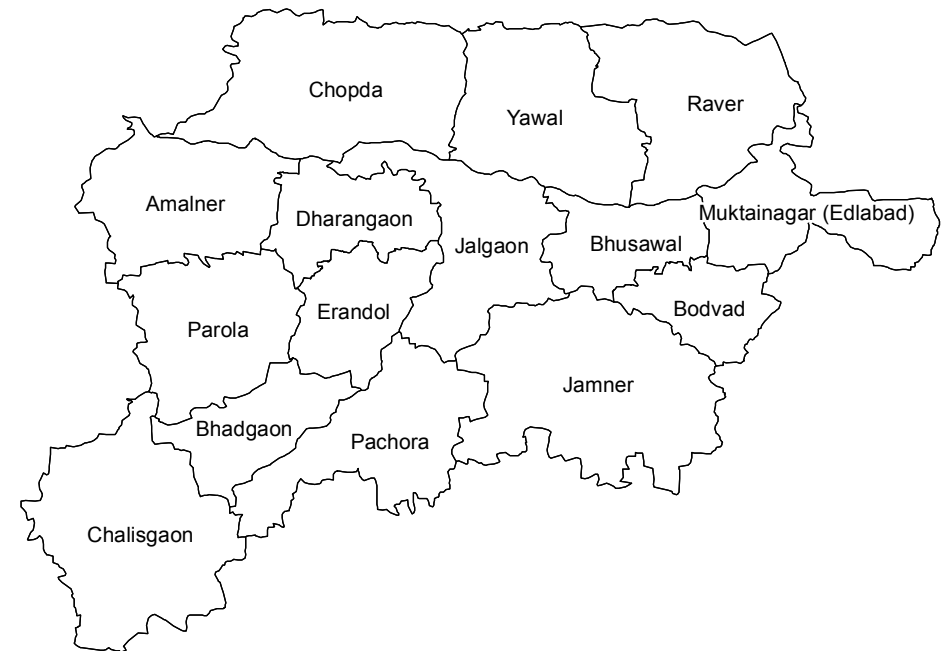 Chopda
Yawal
Raver
Amalner
Dharangaon
Muktainagar (Edlabad)
Jalgaon
Bhusawal
Erandol
Bodvad
Parola
Jamner
Bhadgaon
Pachora
Chalisgaon